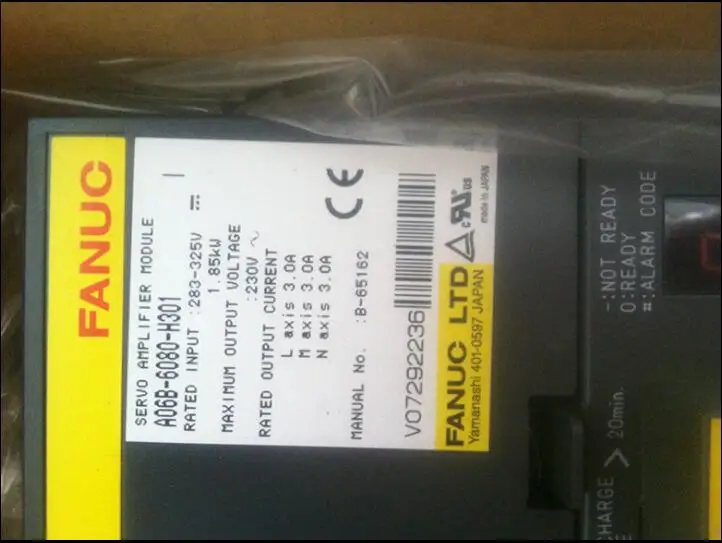 FANUC
SERVO AMPLIFIER MODULE
A06B-6080-H301
RATED INPUT :283-325V ⎓
1.85kW
MAXIMUM OUTPUT VOLTAGE
:230V ~
RATED OUTPUT CURRENT
L axis 3.0A
M axis 3.0A
N axis 3.0A
MANUAL No. :B-65162
CE
V07292236
FANUC LTD
Yamanashi 401-0597 JAPAN
c US
made in JAPAN
-:NOT READY
0:READY
#:ALARM CODE
CHARGE > 20min.